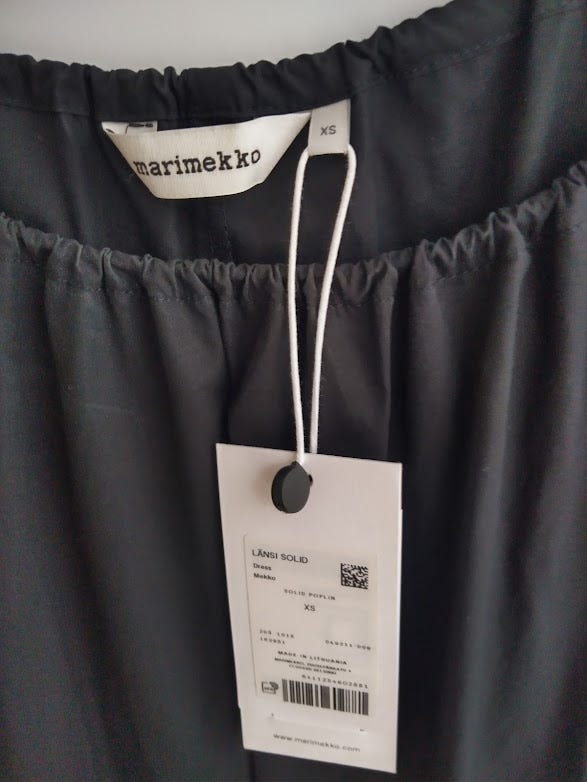 marimekko
XS
LÄNSI SOLID
Dress
Mekko
SOLID POPLIN
XS
MADE IN LITHUANIA
www.marimekko.com